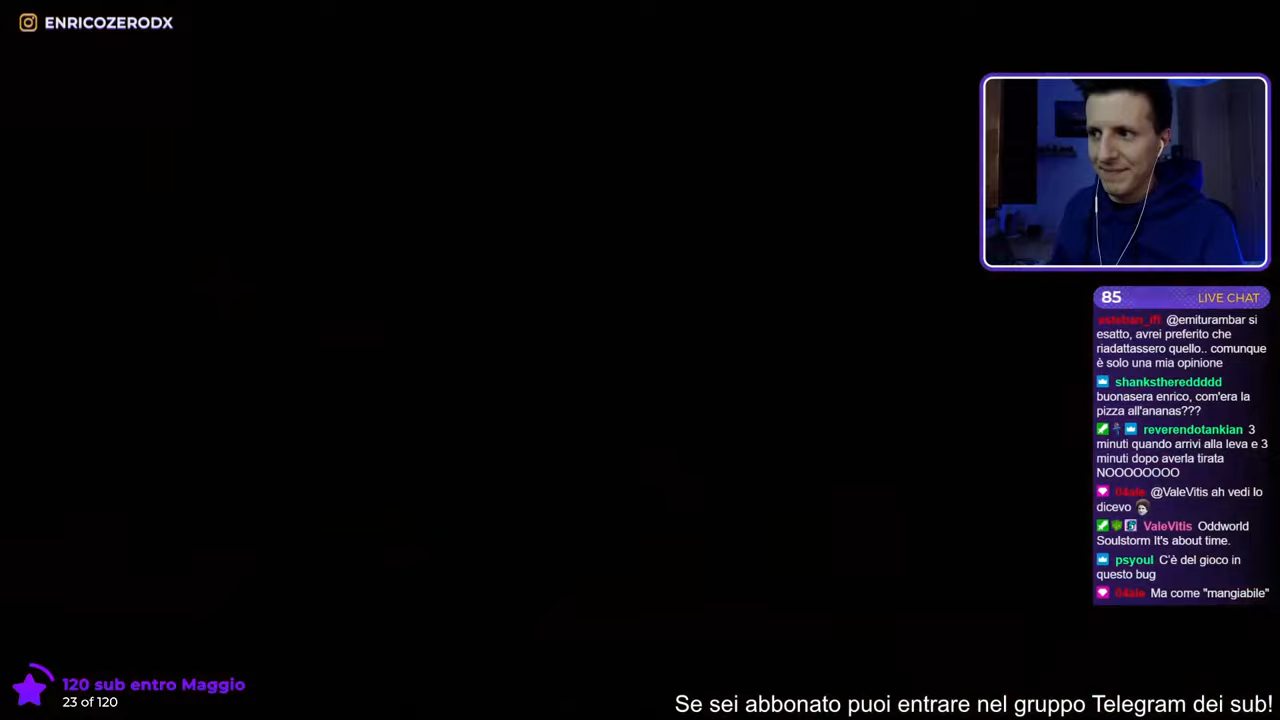 ENRICOZERODX
85 LIVE CHAT
esteban_ift @emiturambar si
esatto, avrei preferito che
riadattassero quello.. comunque
è solo una mia opinione
shanksthereddddd
buonasera enrico, com'era la
pizza all'ananas???
reverendotankian 3
minuti quando arrivi alla leva e 3
minuti dopo averla tirata
NOOOOOOOO
04ale @ValeVitis ah vedi lo
dicevo
ValeVitis Oddworld
Soulstorm It's about time.
psyoul C'è del gioco in
questo bug
04ale Ma come "mangiabile"
120 sub entro Maggio
23 of 120
Se sei abbonato puoi entrare nel gruppo Telegram dei sub!